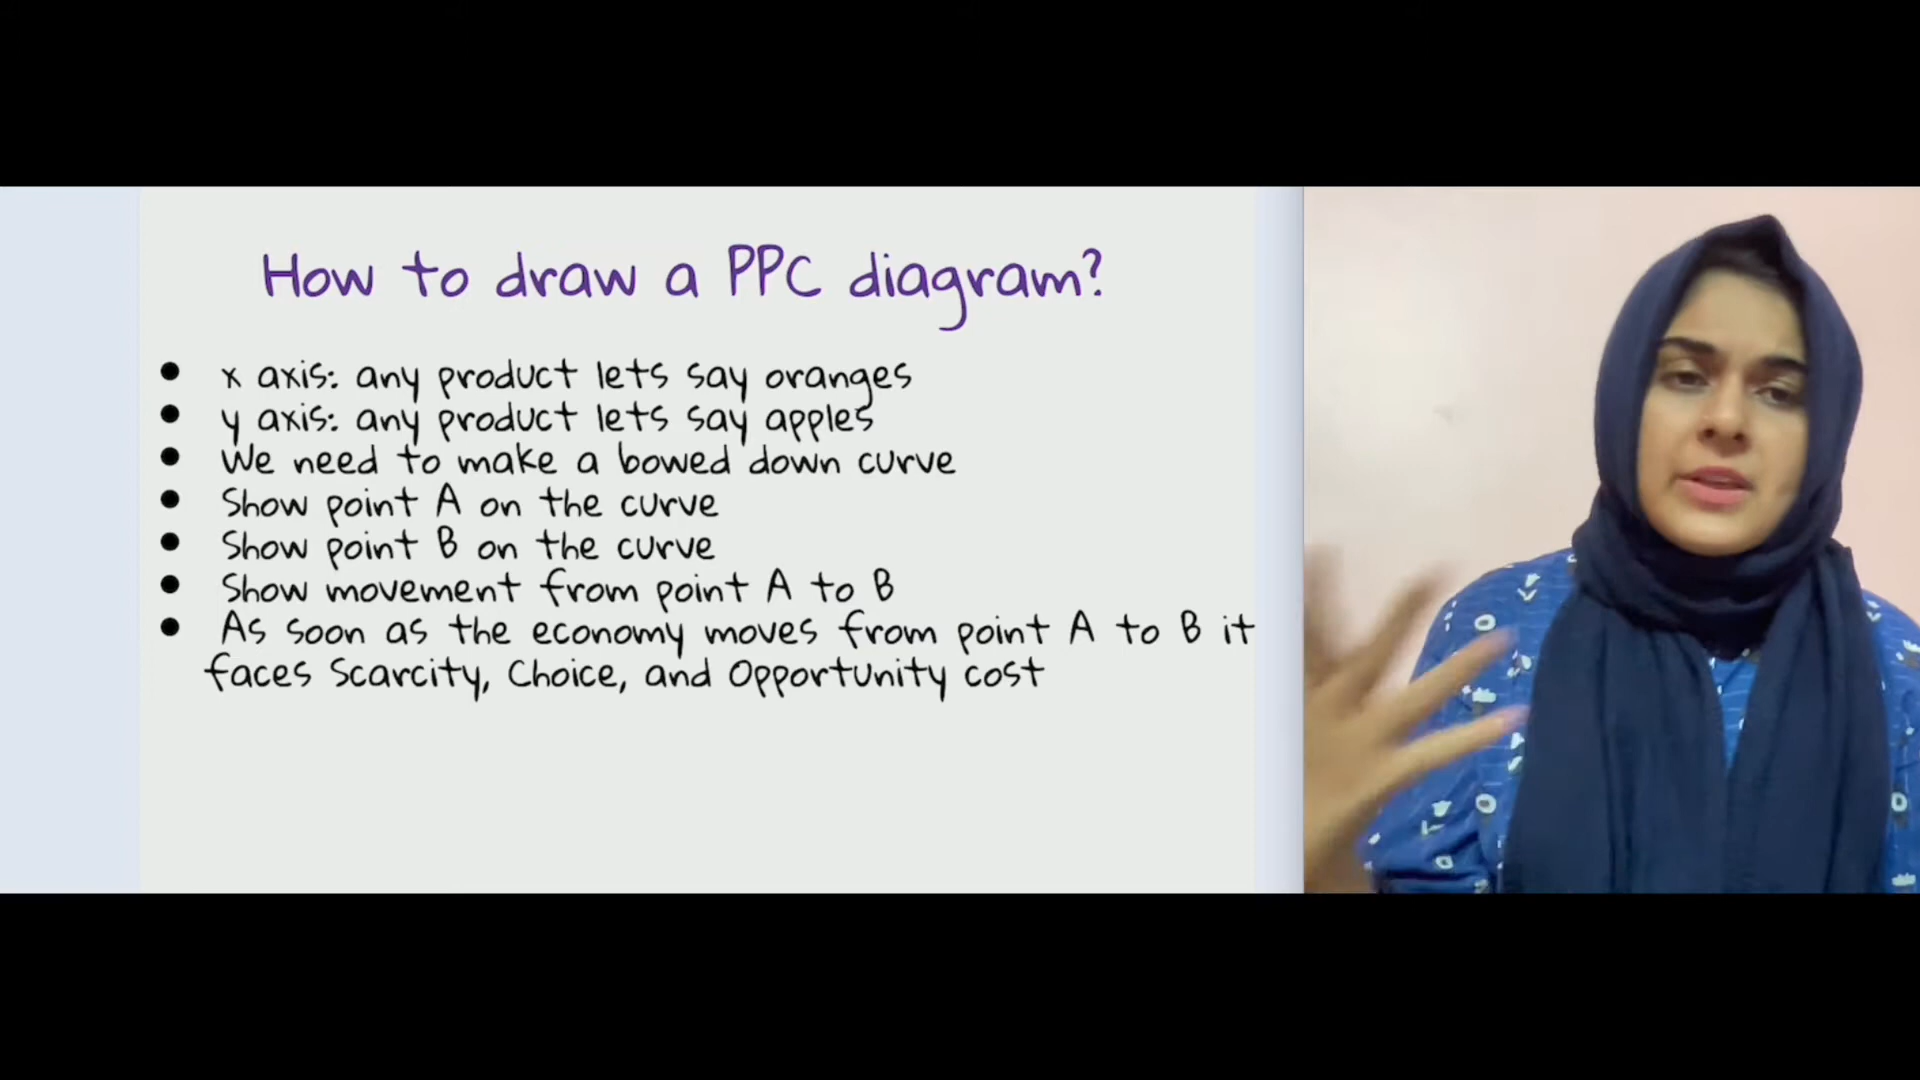 How to draw a PPC diagram?
● x axis: any product lets say oranges
● y axis: any product lets say apples
● We need to make a bowed down curve
● Show point A on the curve
● Show point B on the curve
● Show movement from point A to B
● As soon as the economy moves from point A to B it
faces Scarcity, Choice, and Opportunity cost